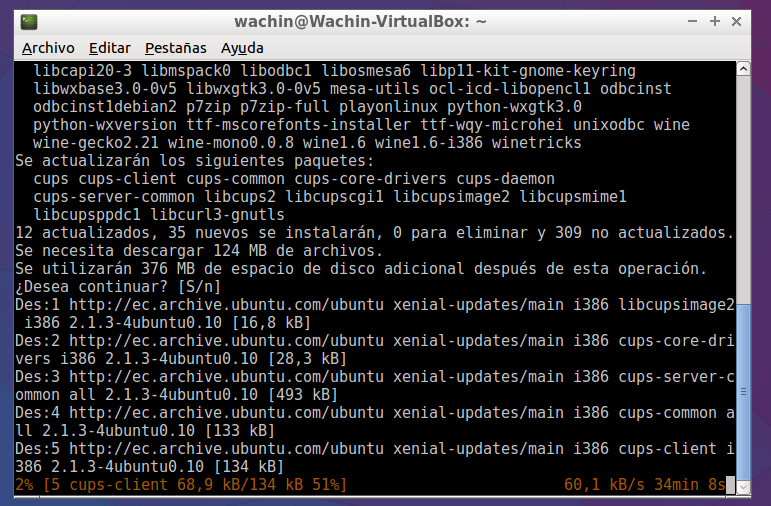 wachin@Wachin-VirtualBox: ~
Archivo Editar Pestañas Ayuda
libcapi20-3 libmspack0 libodbc1 libosmesa6 libp11-kit-gnome-keyring
libwxbase3.0-0v5 libwxgtk3.0-0v5 mesa-utils ocl-icd-libopencl1 odbcinst
odbcinst1debian2 p7zip p7zip-full playonlinux python-wxgtk3.0
python-wxversion ttf-mscorefonts-installer ttf-wqy-microhei unixodbc wine
wine-gecko2.21 wine-mono0.0.8 wine1.6 wine1.6-i386 winetricks
Se actualizarán los siguientes paquetes:
cups cups-client cups-common cups-core-drivers cups-daemon
cups-server-common libcups2 libcupscgi1 libcupsimage2 libcupsmime1
libcupsppdc1 libcurl3-gnutls
12 actualizados, 35 nuevos se instalarán, 0 para eliminar y 309 no actualizados.
Se necesita descargar 124 MB de archivos.
Se utilizarán 376 MB de espacio de disco adicional después de esta operación.
¿Desea continuar? [S/n]
Des:1 http://ec.archive.ubuntu.com/ubuntu xenial-updates/main i386 libcupsimage2
i386 2.1.3-4ubuntu0.10 [16,8 kB]
Des:2 http://ec.archive.ubuntu.com/ubuntu xenial-updates/main i386 cups-core-dri
vers i386 2.1.3-4ubuntu0.10 [28,3 kB]
Des:3 http://ec.archive.ubuntu.com/ubuntu xenial-updates/main i386 cups-server-c
ommon all 2.1.3-4ubuntu0.10 [493 kB]
Des:4 http://ec.archive.ubuntu.com/ubuntu xenial-updates/main i386 cups-common a
ll 2.1.3-4ubuntu0.10 [133 kB]
Des:5 http://ec.archive.ubuntu.com/ubuntu xenial-updates/main i386 cups-client i
386 2.1.3-4ubuntu0.10 [134 kB]
2% [5 cups-client 68,9 kB/134 kB 51%] 60,1 kB/s 34min 8s